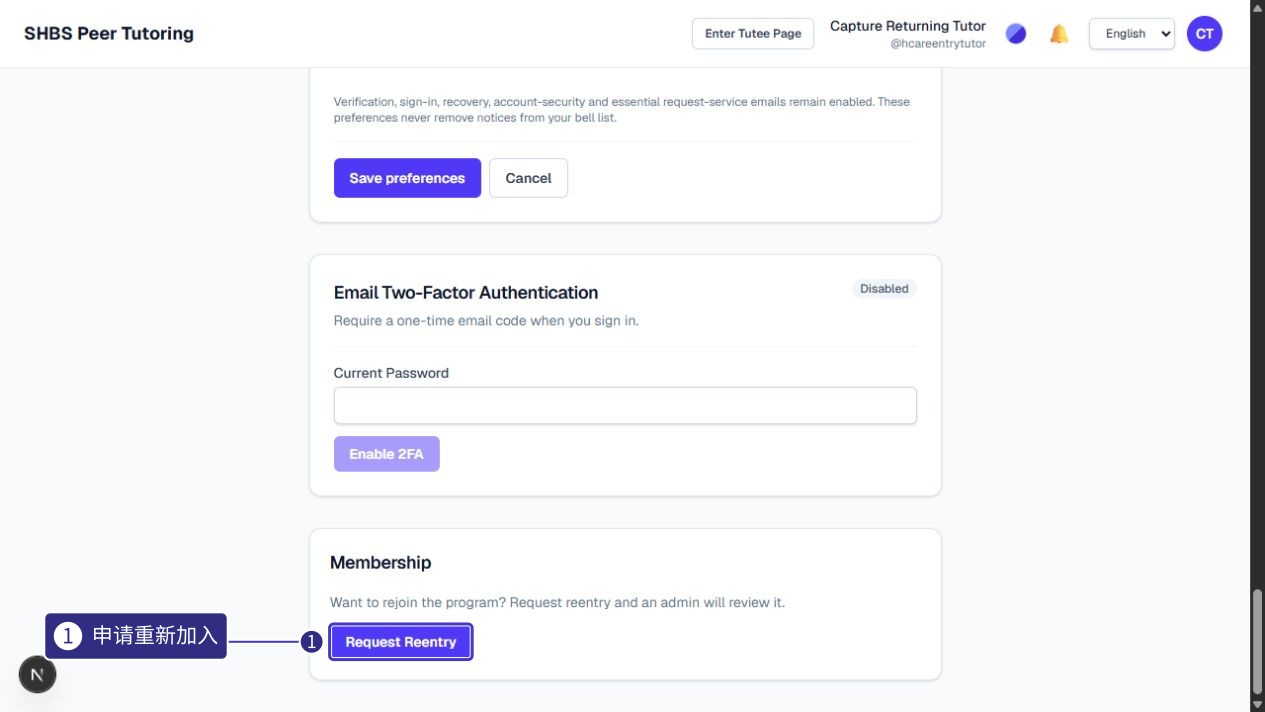 SHBS Peer Tutoring
Enter Tutee Page
Capture Returning Tutor
@hcareentrytutor
English
CT
Verification, sign-in, recovery, account-security and essential request-service emails remain enabled. These
preferences never remove notices from your bell list.
Save preferences
Cancel
Email Two-Factor Authentication
Disabled
Require a one-time email code when you sign in.
Current Password
Enable 2FA
Membership
Want to rejoin the program? Request reentry and an admin will review it.
1 申请重新加入
1
Request Reentry
N